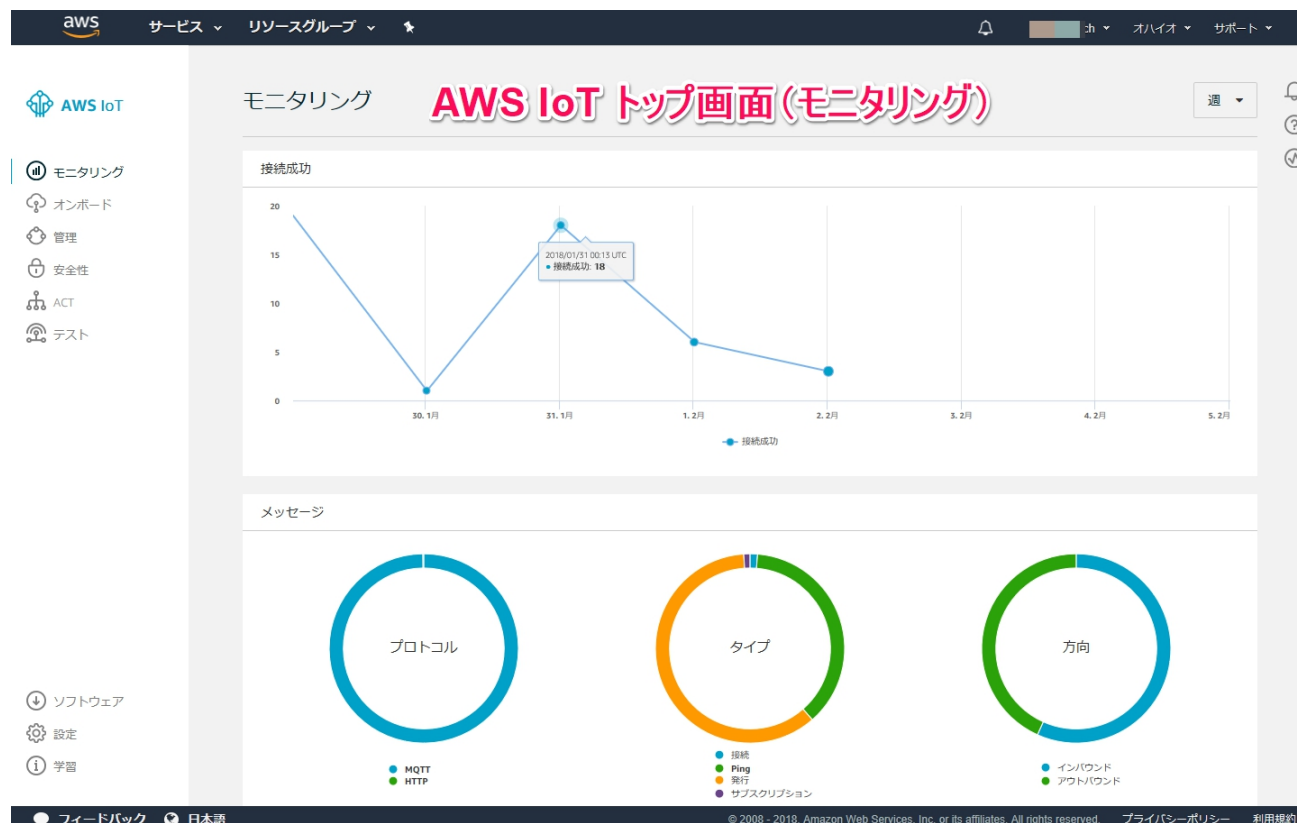 aws サービス リソースグループ ch オハイオ サポート
AWS IoT
モニタリング
オンボード
管理
安全性
ACT
テスト
ソフトウェア
設定
学習
モニタリング AWS IoT トップ画面(モニタリング) 週
接続成功
20
15
10
5
0
2018/01/31 00:13 UTC
接続成功: 18
30. 1月 31. 1月 1. 2月 2. 2月 3. 2月 4. 2月 5. 2月
接続成功
メッセージ
プロトコル
MQTT
HTTP
タイプ
接続
Ping
発行
サブスクリプション
方向
インバウンド
アウトバウンド
フィードバック 日本語 © 2008 - 2018, Amazon Web Services, Inc. or its affiliates. All rights reserved. プライバシーポリシー 利用規約